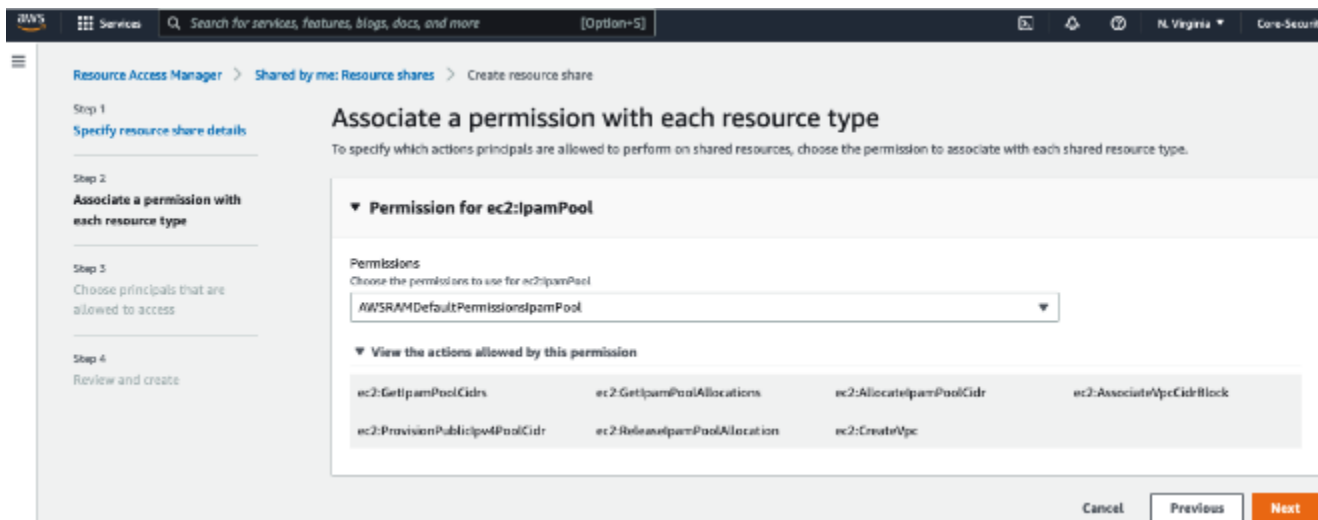 aws Services Search for services, features, blogs, docs, and more [Option+S] N. Virginia Core-Securit
Resource Access Manager > Shared by me: Resource shares > Create resource share
Step 1
Specify resource share details
Step 2
Associate a permission with
each resource type
Step 3
Choose principals that are
allowed to access
Step 4
Review and create
Associate a permission with each resource type
To specify which actions principals are allowed to perform on shared resources, choose the permission to associate with each shared resource type.
Permission for ec2:IpamPool
Permissions
Choose the permissions to use for ec2:IpamPool
AWSRAMDefaultPermissionsIpamPool
View the actions allowed by this permission
ec2:GetIpamPoolCidrs ec2:GetIpamPoolAllocations ec2:AllocateIpamPoolCidr ec2:AssociateVpcCidrBlock
ec2:ProvisionPublicIpv4PoolCidr ec2:ReleaseIpamPoolAllocation ec2:CreateVpc
Cancel Previous Next